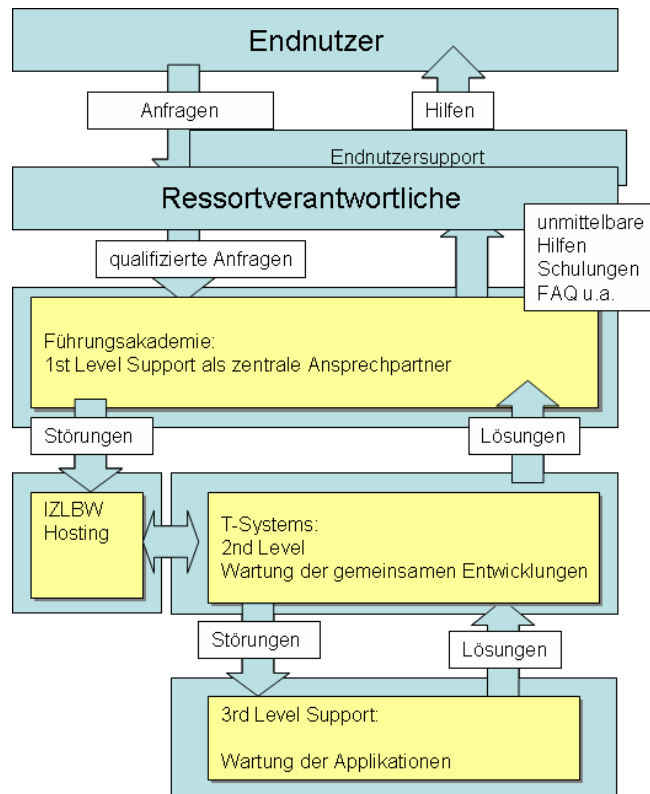 Endnutzer
Anfragen
Hilfen
Endnutzersupport
Ressortverantwortliche
unmittelbare
Hilfen
Schulungen
FAQ u.a.
qualifizierte Anfragen
Führungsakademie:
1st Level Support als zentrale Ansprechpartner
Störungen
Lösungen
IZLBW
Hosting
T-Systems:
2nd Level
Wartung der gemeinsamen Entwicklungen
Störungen
Lösungen
3rd Level Support:
Wartung der Applikationen